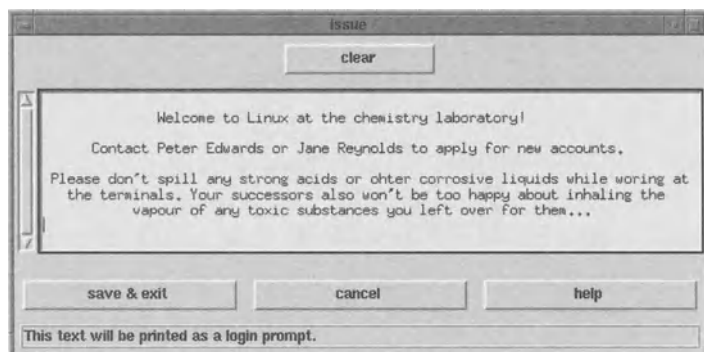 issue
clear
Welcome to Linux at the chemistry laboratory!
Contact Peter Edwards or Jane Reynolds to apply for new accounts.
Please don't spill any strong acids or ohter corrosive liquids while woring at
the terminals. Your successors also won't be too happy about inhaling the
vapour of any toxic substances you left over for them...
save & exit cancel help
This text will be printed as a login prompt.